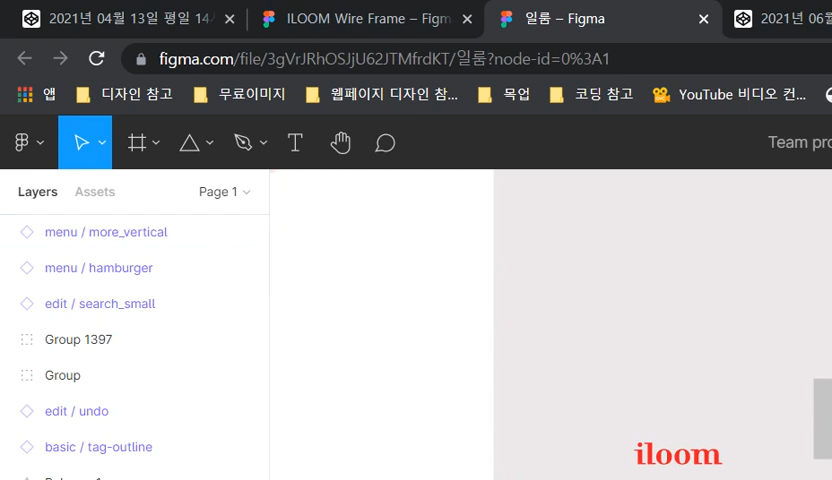 2021년 04월 13일 평일 14
ILOOM Wire Frame – Figm
일룸 – Figma
2021년 06월
figma.com/file/3gVrJRhOSJjU62JTMfrdKT/일룸?node-id=0%3A1
앱 디자인 참고 무료이미지 웹페이지 디자인 참... 목업 코딩 참고 YouTube 비디오 컨...
T Team pro
Layers Assets Page 1
menu / more_vertical
menu / hamburger
edit / search_small
Group 1397
Group
edit / undo
basic / tag-outline
iloom